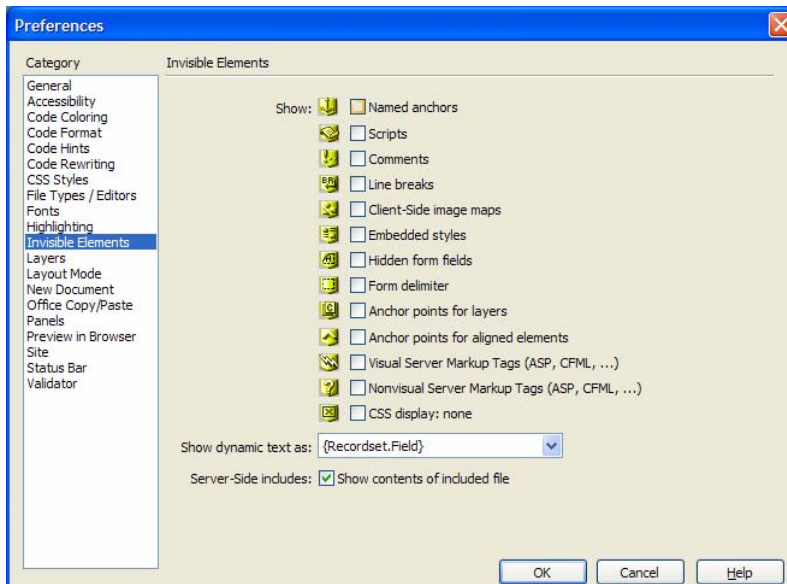 Preferences
Category
Invisible Elements
General
Accessibility
Code Coloring
Code Format
Code Hints
Code Rewriting
CSS Styles
File Types / Editors
Fonts
Highlighting
Invisible Elements
Layers
Layout Mode
New Document
Office Copy/Paste
Panels
Preview in Browser
Site
Status Bar
Validator
Show: Named anchors
Scripts
Comments
BR Line breaks
Client-Side image maps
Embedded styles
Hidden form fields
Form delimiter
Anchor points for layers
Anchor points for aligned elements
Visual Server Markup Tags (ASP, CFML, ...)
? Nonvisual Server Markup Tags (ASP, CFML, ...)
CSS display: none
Show dynamic text as: {Recordset.Field}
Server-Side includes: Show contents of included file
OK Cancel Help